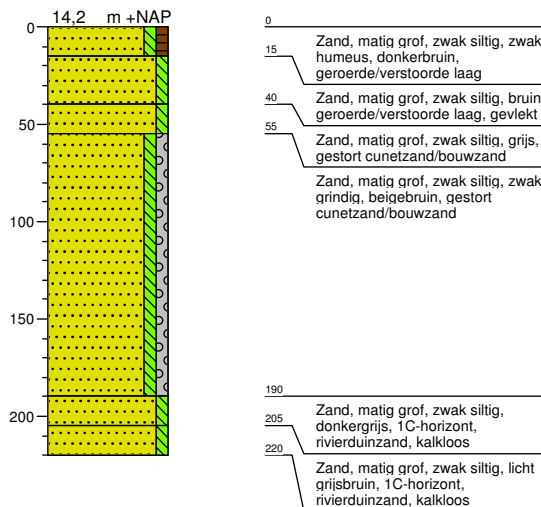 14,2 m +NAP
0
50
100
150
200
0
Zand, matig grof, zwak siltig, zwak
humeus, donkerbruin,
geroerde/verstoorde laag
15
Zand, matig grof, zwak siltig, bruin,
geroerde/verstoorde laag, gevlekt
40
Zand, matig grof, zwak siltig, grijs,
gestort cunetzand/bouwzand
55
Zand, matig grof, zwak siltig, zwak
grindig, beigebruin, gestort
cunetzand/bouwzand
190
Zand, matig grof, zwak siltig,
donkergrijs, 1C-horizont,
rivierduinzand, kalkloos
205
Zand, matig grof, zwak siltig, licht
grijsbruin, 1C-horizont,
rivierduinzand, kalkloos
220